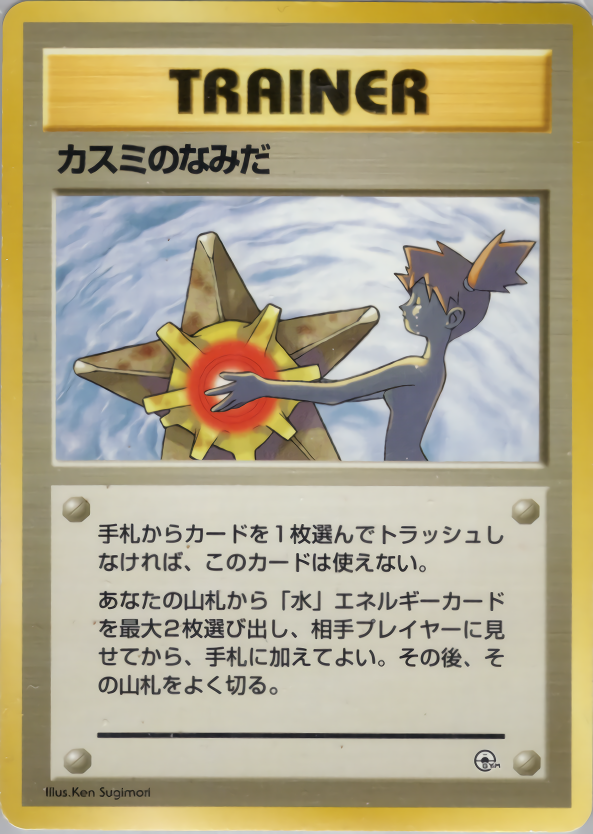 TRAINER
カスミのなみだ
手札からカードを1枚選んでトラッシュし
なければ、このカードは使えない。
あなたの山札から「水」エネルギーカード
を最大2枚選び出し、相手プレイヤーに見
せてから、手札に加えてよい。その後、そ
の山札をよく切る。
GYM
Illus.Ken Sugimori